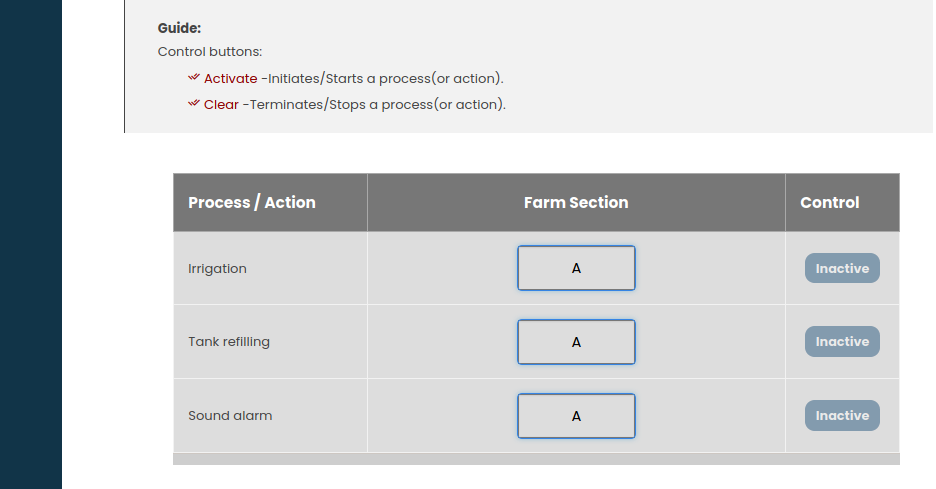 Guide:
Control buttons:
Activate -Initiates/Starts a process(or action).
Clear -Terminates/Stops a process(or action).
Process / Action Farm Section Control
Irrigation A Inactive
Tank refilling A Inactive
Sound alarm A Inactive